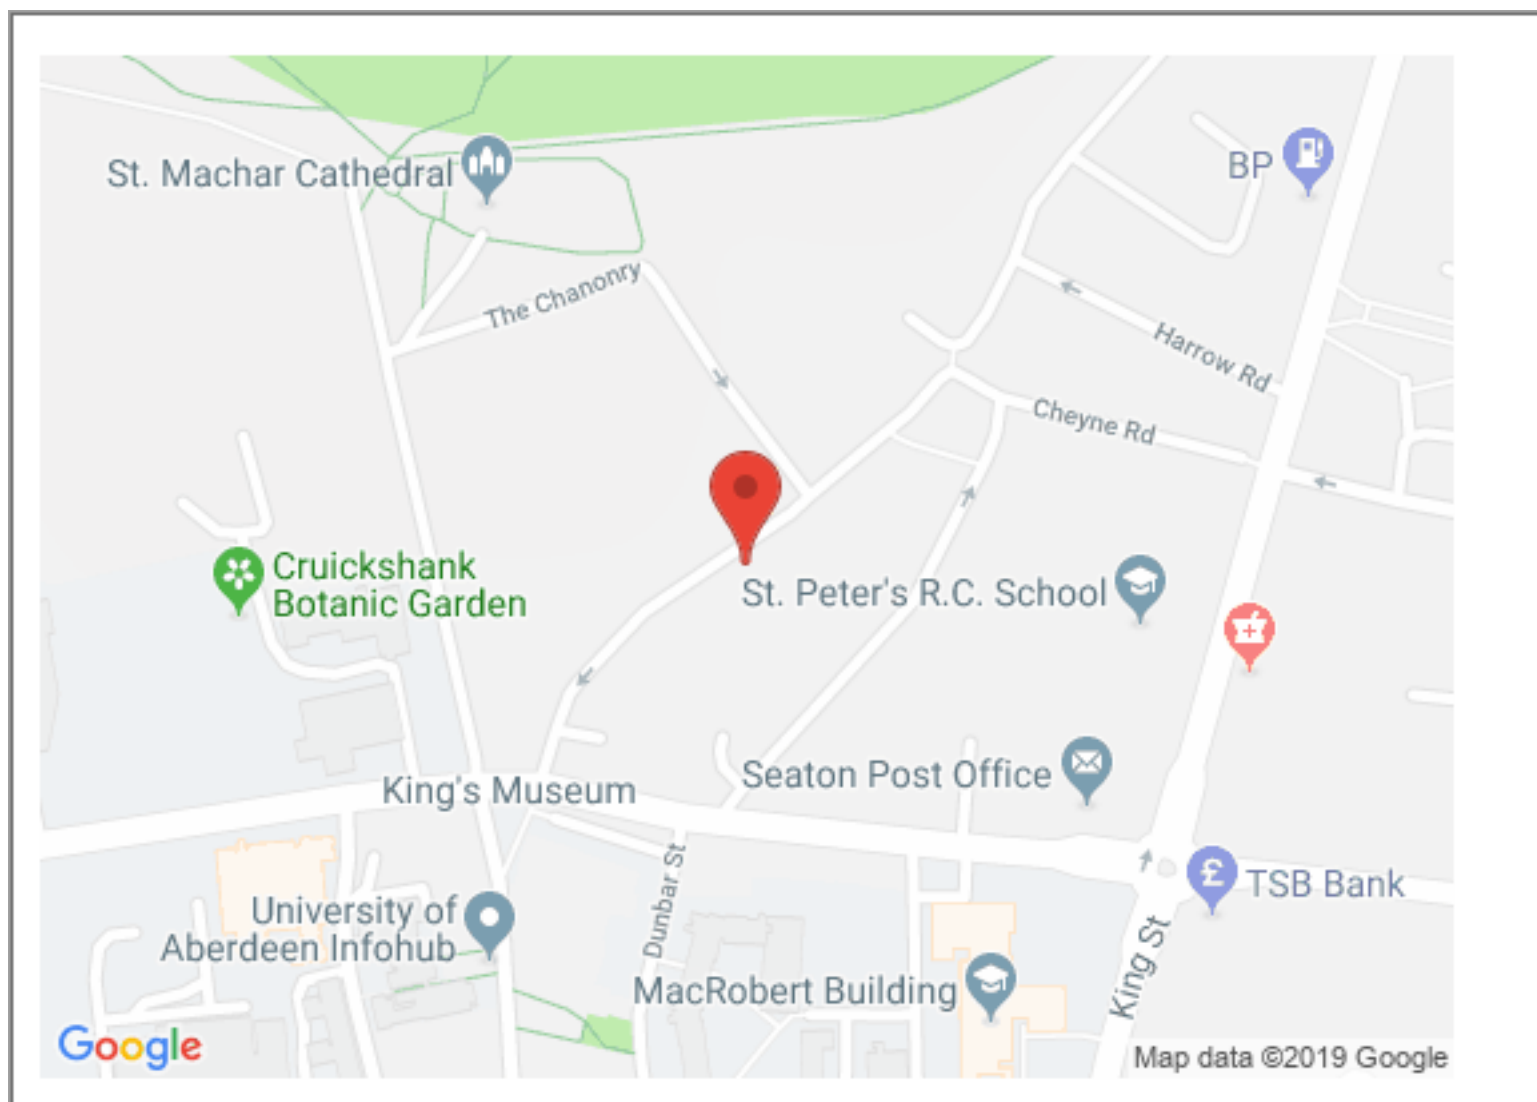 St. Machar Cathedral
BP
The Chanonry
Harrow Rd
Cheyne Rd
Cruickshank
Botanic Garden
St. Peter's R.C. School
King's Museum
Seaton Post Office
TSB Bank
University of
Aberdeen Infohub
Dunbar St
MacRobert Building
King St
Google
Map data ©2019 Google